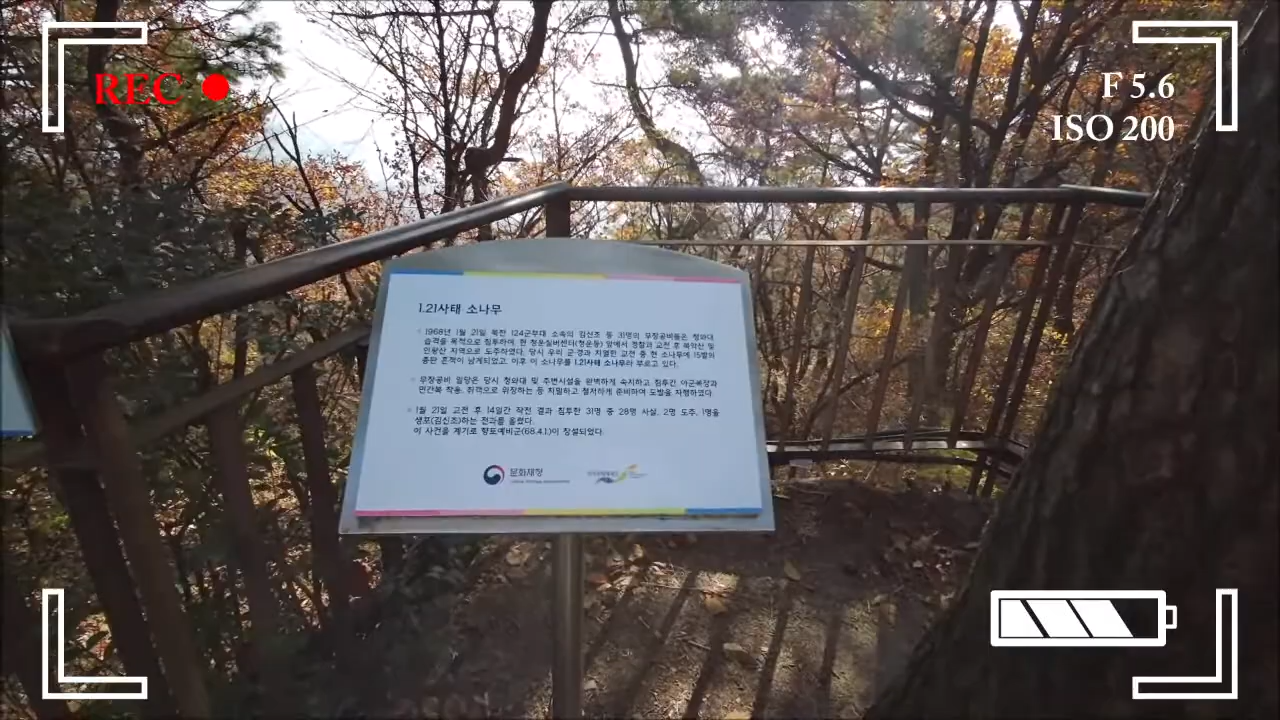 REC
F 5.6
ISO 200
1.21사태 소나무
1968년 1월 21일 북한 124군부대 소속의 김신조 등 31명의 무장공비들은 청와대
습격을 목적으로 침투하여, 현 청운실버센터(청운동) 앞에서 경찰과 교전 후 북악산 및
인왕산 지역으로 도주하였다. 당시 우리 군·경과 치열한 교전 중 현 소나무에 15발의
총탄 흔적이 남게되었고, 이후 이 소나무를 1.21사태 소나무라 부르고 있다.
무장공비 일당은 당시 청와대 및 주변시설을 완벽하게 숙지하고, 침투간 아군복장과
민간복 착용, 취객으로 위장하는 등 치밀하고 철저하게 준비하여 도발을 자행하였다.
1월 21일 교전 후 14일간 작전 결과 침투한 31명 중 28명 사살, 2명 도주, 1명을
생포(김신조)하는 전과를 올렸다.
이 사건을 계기로 향토예비군(68.4.1.)이 창설되었다.
문화재청